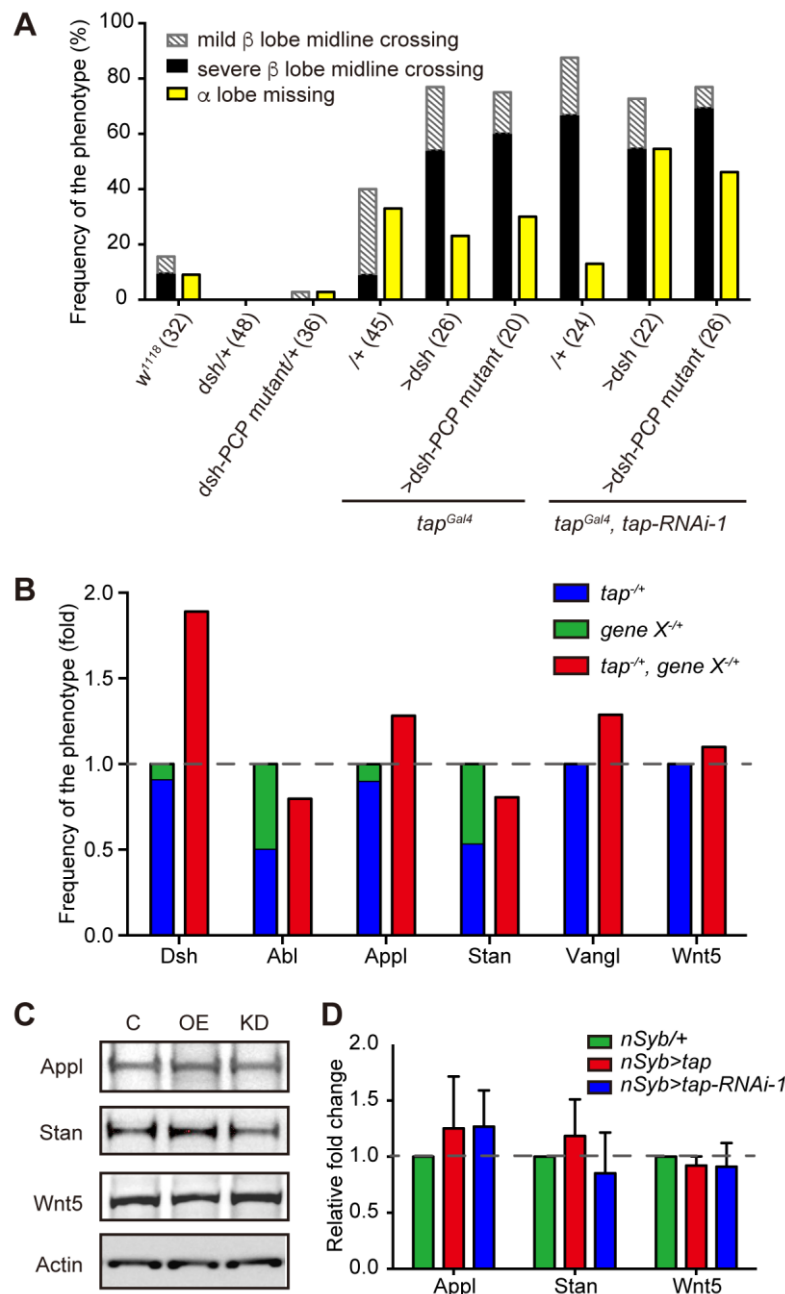 A
Frequency of the phenotype (%)
100
80
60
40
20
0
mild β lobe midline crossing
severe β lobe midline crossing
α lobe missing
w1118 (32)
dsh/+ (48)
dsh-PCP mutant/+ (36)
/+ (45)
>dsh (26)
>dsh-PCP mutant (20)
/+ (24)
>dsh (22)
>dsh-PCP mutant (26)
tapGal4
tapGal4, tap-RNAi-1
B
Frequency of the phenotype (fold)
2.0
1.5
1.0
0.5
0.0
tap-/+
gene X-/+
tap-/+, gene X-/+
Dsh Abl Appl Stan Vangl Wnt5
C
C OE KD
Appl
Stan
Wnt5
Actin
D
Relative fold change
2.0
1.5
1.0
0.5
0.0
nSyb/+
nSyb>tap
nSyb>tap-RNAi-1
Appl Stan Wnt5